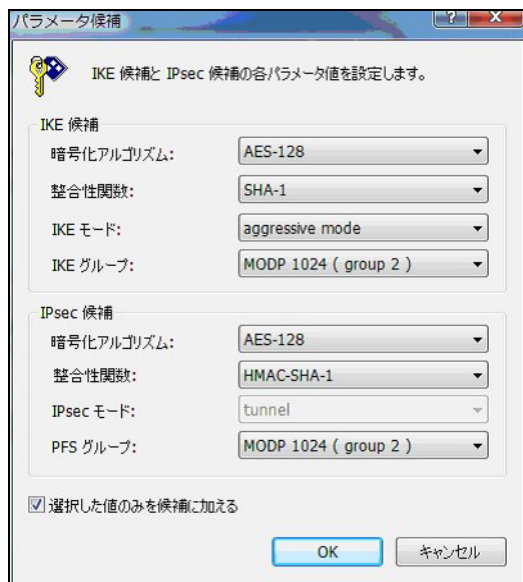 パラメータ候補
IKE 候補と IPsec 候補の各パラメータ値を設定します。
IKE 候補
暗号化アルゴリズム: AES-128
整合性関数: SHA-1
IKE モード: aggressive mode
IKE グループ: MODP 1024 ( group 2 )
IPsec 候補
暗号化アルゴリズム: AES-128
整合性関数: HMAC-SHA-1
IPsec モード: tunnel
PFS グループ: MODP 1024 ( group 2 )
選択した値のみを候補に加える
OK キャンセル